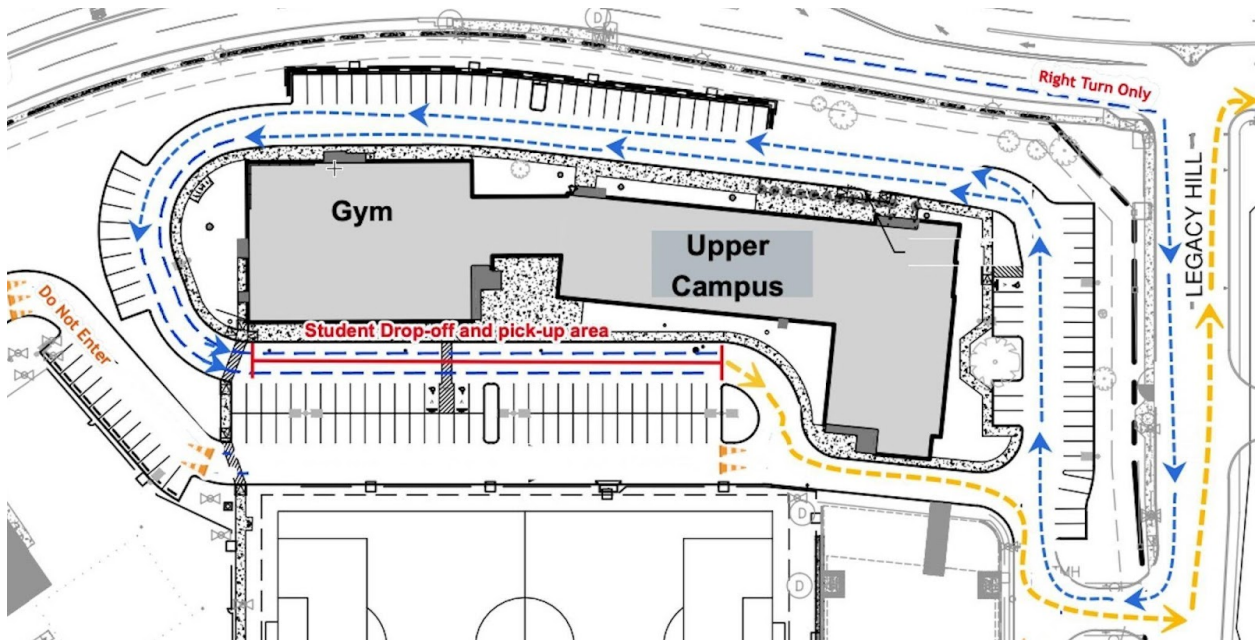 D
D
Right Turn Only
- LEGACY HILL -
Gym
Upper
Campus
Do Not Enter
Student Drop-off and pick-up area
D
D